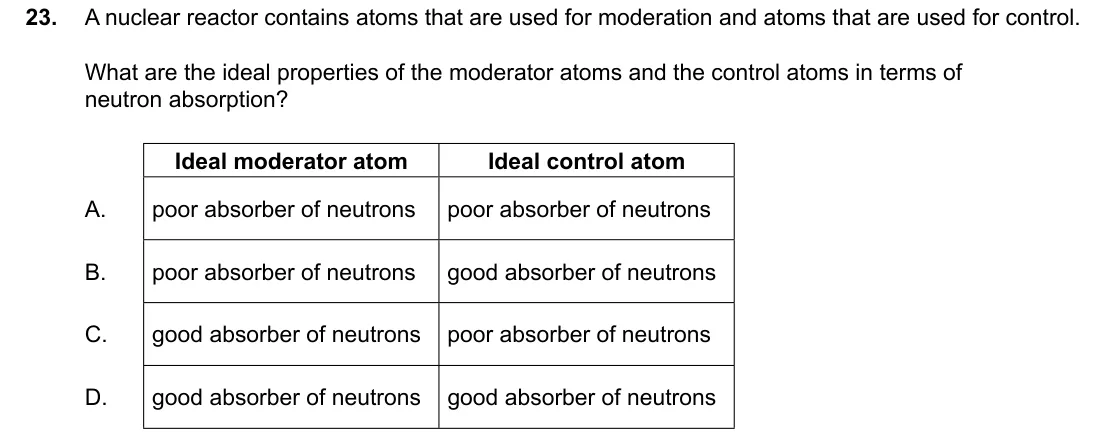 23. A nuclear reactor contains atoms that are used for moderation and atoms that are used for control.
What are the ideal properties of the moderator atoms and the control atoms in terms of
neutron absorption?
Ideal moderator atom Ideal control atom
A. poor absorber of neutrons poor absorber of neutrons
B. poor absorber of neutrons good absorber of neutrons
C. good absorber of neutrons poor absorber of neutrons
D. good absorber of neutrons good absorber of neutrons